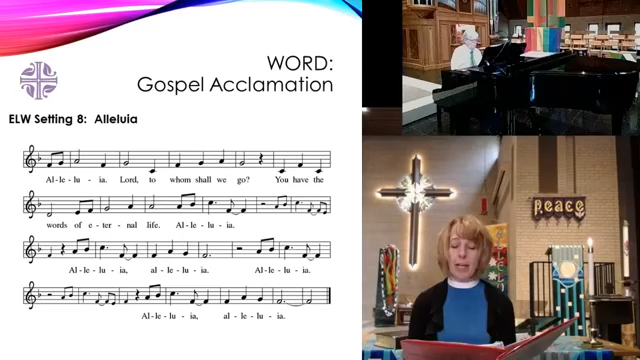 WORD:
Gospel Acclamation
ELW Setting 8: Alleluia
Al - le - lu - ia. Lord, to whom shall we go? You have the
words of e - ter - nal life. Al - le - lu - ia.
Al - le - lu - ia, al - le - lu - ia. Al - le - lu - ia.
Al - le - lu - ia, al - le - lu - ia.
Peace